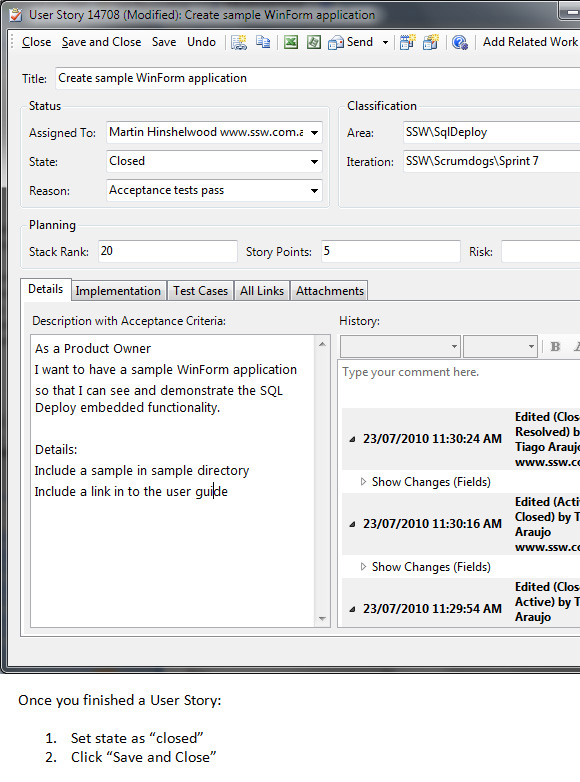 User Story 14708 (Modified): Create sample WinForm application
Close Save and Close Save Undo Send Add Related Work
Title: Create sample WinForm application
Status
Assigned To: Martin Hinshelwood www.ssw.com.a
State: Closed
Reason: Acceptance tests pass
Classification
Area: SSW\SqlDeploy
Iteration: SSW\Scrumdogs\Sprint 7
Planning
Stack Rank: 20 Story Points: 5 Risk:
Details Implementation Test Cases All Links Attachments
Description with Acceptance Criteria:
As a Product Owner
I want to have a sample WinForm application
so that I can see and demonstrate the SQL
Deploy embedded functionality.
Details:
Include a sample in sample directory
Include a link in to the user guide
History:
B
Type your comment here.
23/07/2010 11:30:24 AM
Edited (Clos
Resolved) b
Tiago Arauj
www.ssw.co
Show Changes (Fields)
23/07/2010 11:30:16 AM
Edited (Acti
Closed) by T
Araujo
www.ssw.co
Show Changes (Fields)
23/07/2010 11:29:54 AM
Edited (Clos
Active) by T
Araujo
Once you finished a User Story:
1. Set state as “closed”
2. Click “Save and Close”